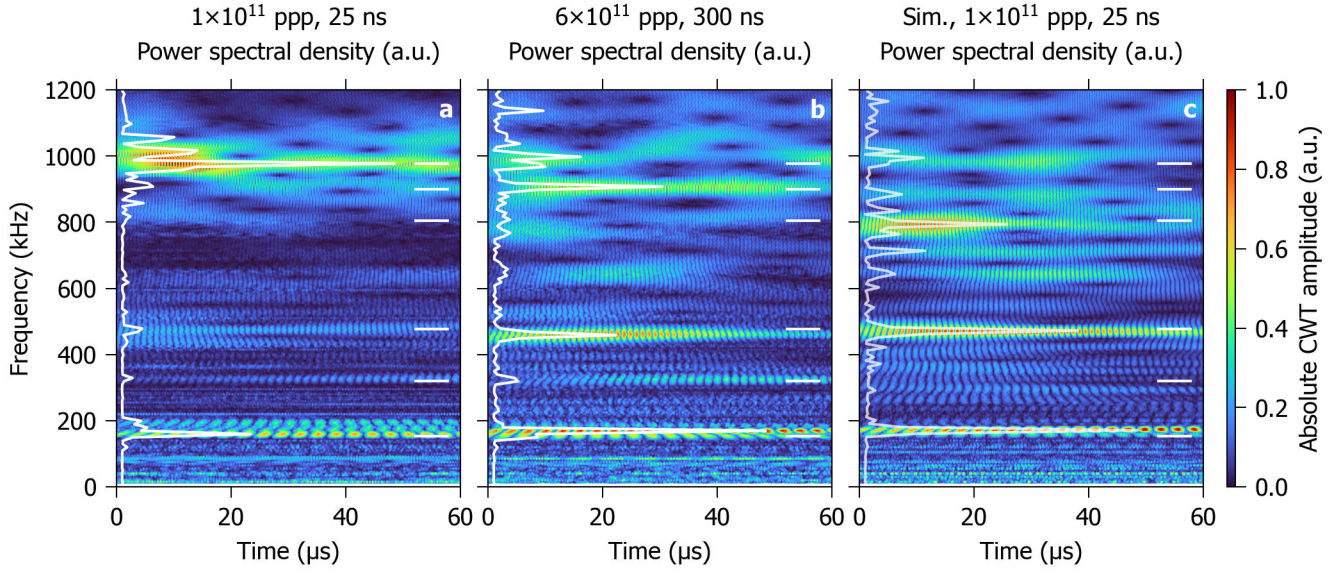 1×10¹¹ ppp, 25 ns
Power spectral density (a.u.)
6×10¹¹ ppp, 300 ns
Power spectral density (a.u.)
Sim., 1×10¹¹ ppp, 25 ns
Power spectral density (a.u.)
a
b
c
Frequency (kHz)
1200
1000
800
600
400
200
0
0 20 40 60
Time (μs)
0 20 40 60
Time (μs)
0 20 40 60
Time (μs)
1.0
0.8
0.6
0.4
0.2
0.0
Absolute CWT amplitude (a.u.)